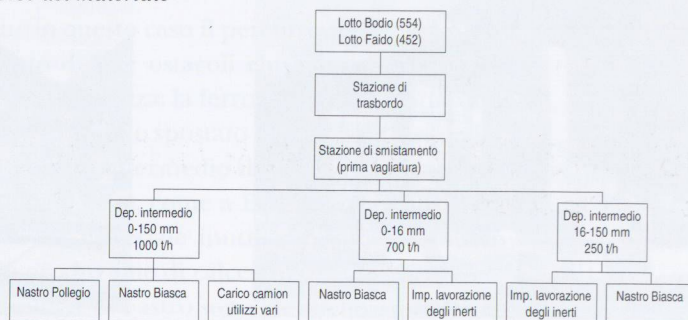 Lotto Bodio (554)
Lotto Faido (452)
Stazione di
trasbordo
Stazione di smistamento
(prima vagliatura)
Dep. intermedio
0-150 mm
1000 t/h
Dep. intermedio
0-16 mm
700 t/h
Dep. intermedio
16-150 mm
250 t/h
Nastro Pollegio
Nastro Biasca
Carico camion
utilizzi vari
Nastro Biasca
Imp. lavorazione
degli inerti
Imp. lavorazione
degli inerti
Nastro Biasca